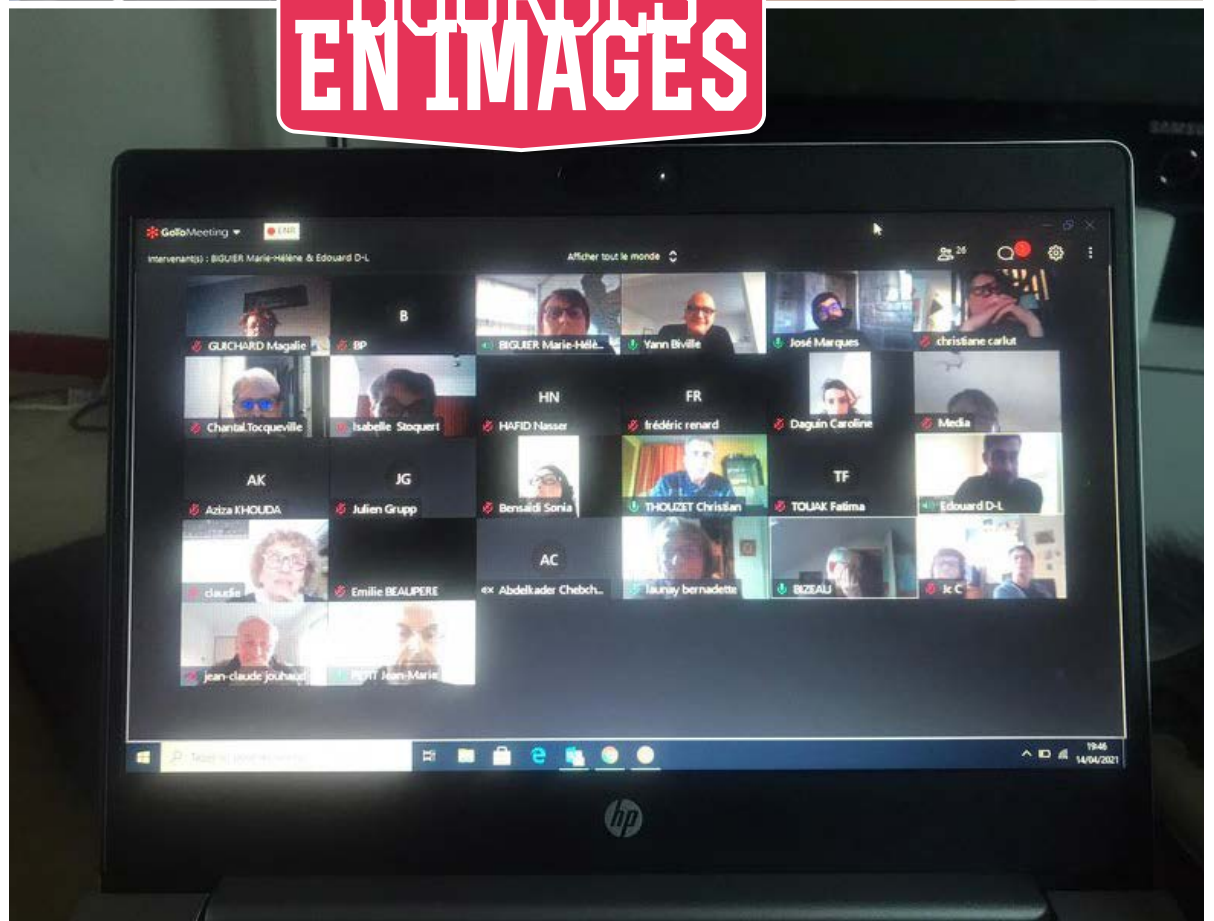 EN IMAGES
SAMSUNG
GoToMeeting
ENR
Intervenant(s) : BIGUIER Marie-Hélène & Edouard D-L
Afficher tout le monde
26
GUICHARD Magalie
B
BP
BIGUIER Marie-Hélè...
Yann Biville
José Marques
christiane carlut
Chantal.Tocqueville
Isabelle Stoquert
HN
HAFID Nasser
FR
frédéric renard
Daguin Caroline
Media
AK
Aziza KHOUDA
JG
Julien Grupp
Bensaidi Sonia
THOUZET Christian
TF
TOUAK Fatima
Edouard D-L
claudie
Emilie BEAUPERE
AC
Abdelkader Chebch...
launay bernadette
BIZEAU
Jc C
jean-claude jouhaud
PETIT Jean-Marie
19:46
14/04/2021
hp